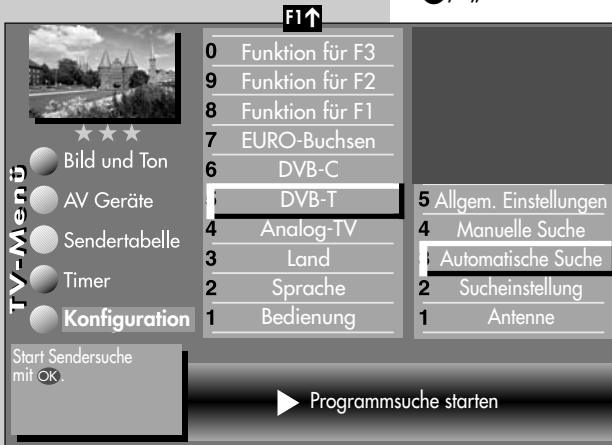 F1↑
0 Funktion für F3
9 Funktion für F2
8 Funktion für F1
7 EURO-Buchsen
6 DVB-C
DVB-T
4 Analog-TV
3 Land
2 Sprache
1 Bedienung
TV-Menü
Bild und Ton
AV Geräte
Sendertabelle
Timer
Konfiguration
5 Allgem. Einstellungen
4 Manuelle Suche
Automatische Suche
2 Sucheinstellung
1 Antenne
Start Sendersuche
mit OK.
Programmsuche starten